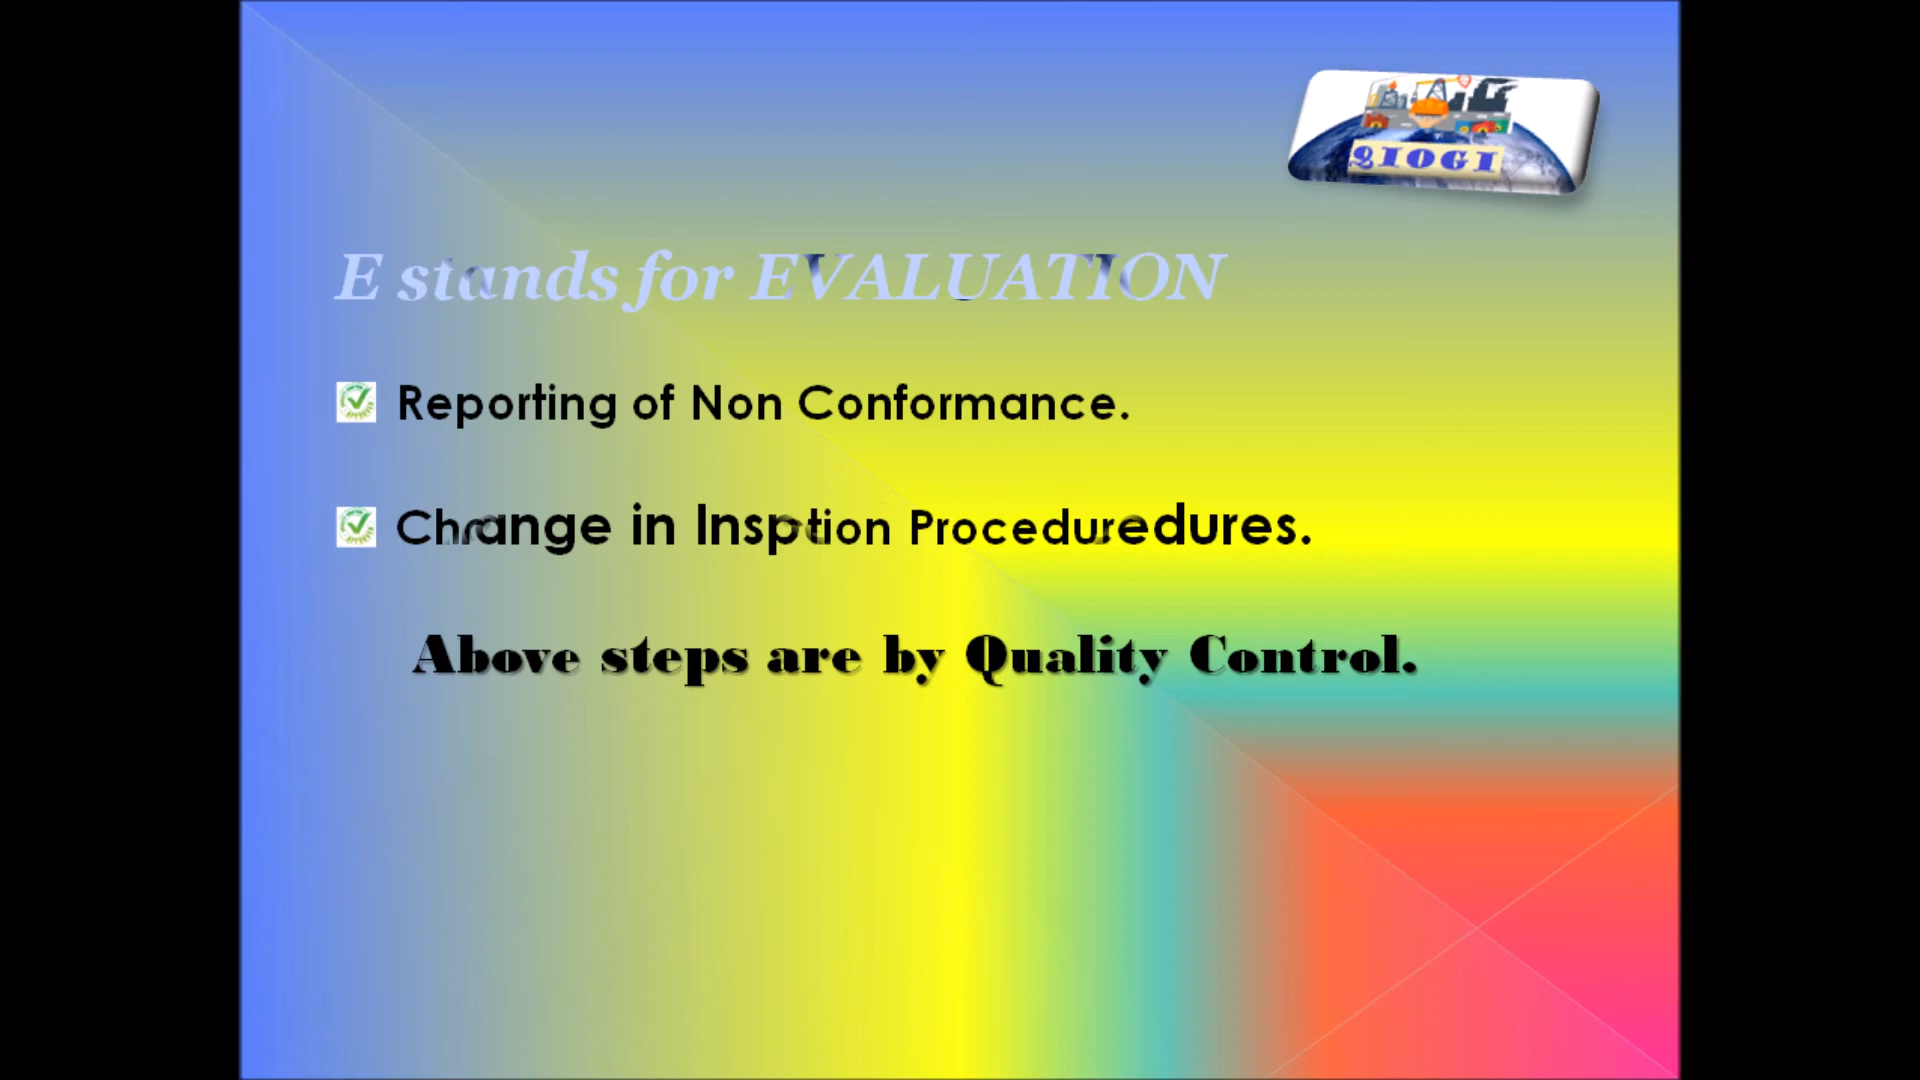 QIOGI
E stands for EVALUATION
Reporting of Non Conformance.
Change in Insption Proceduredures.
Above steps are by Quality Control.